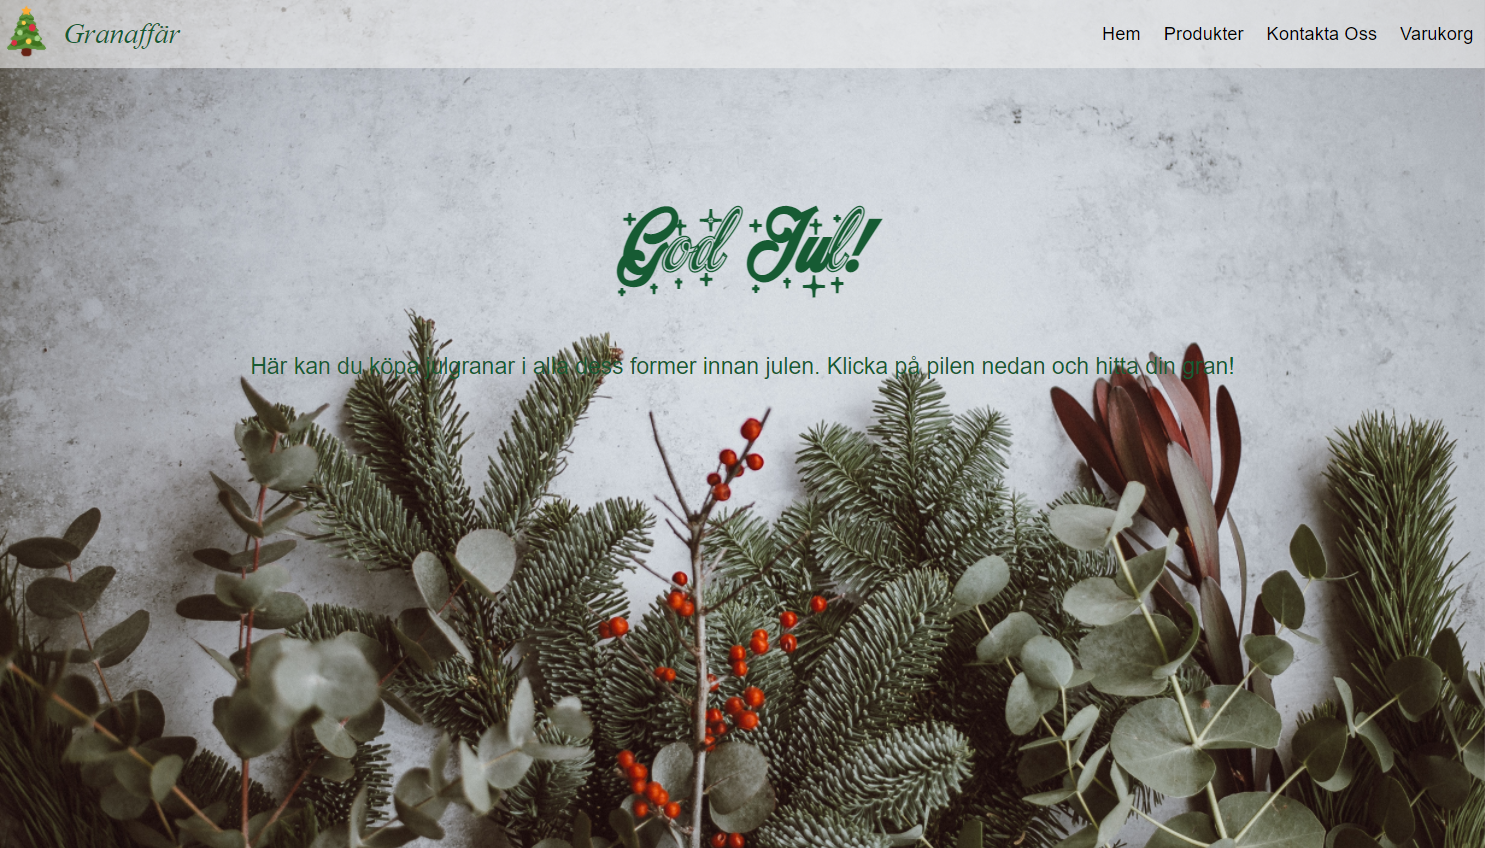 Granaffär
Hem Produkter Kontakta Oss Varukorg
God Jul!
Här kan du köpa julgranar i alla dess former innan julen. Klicka på pilen nedan och hitta din gran!